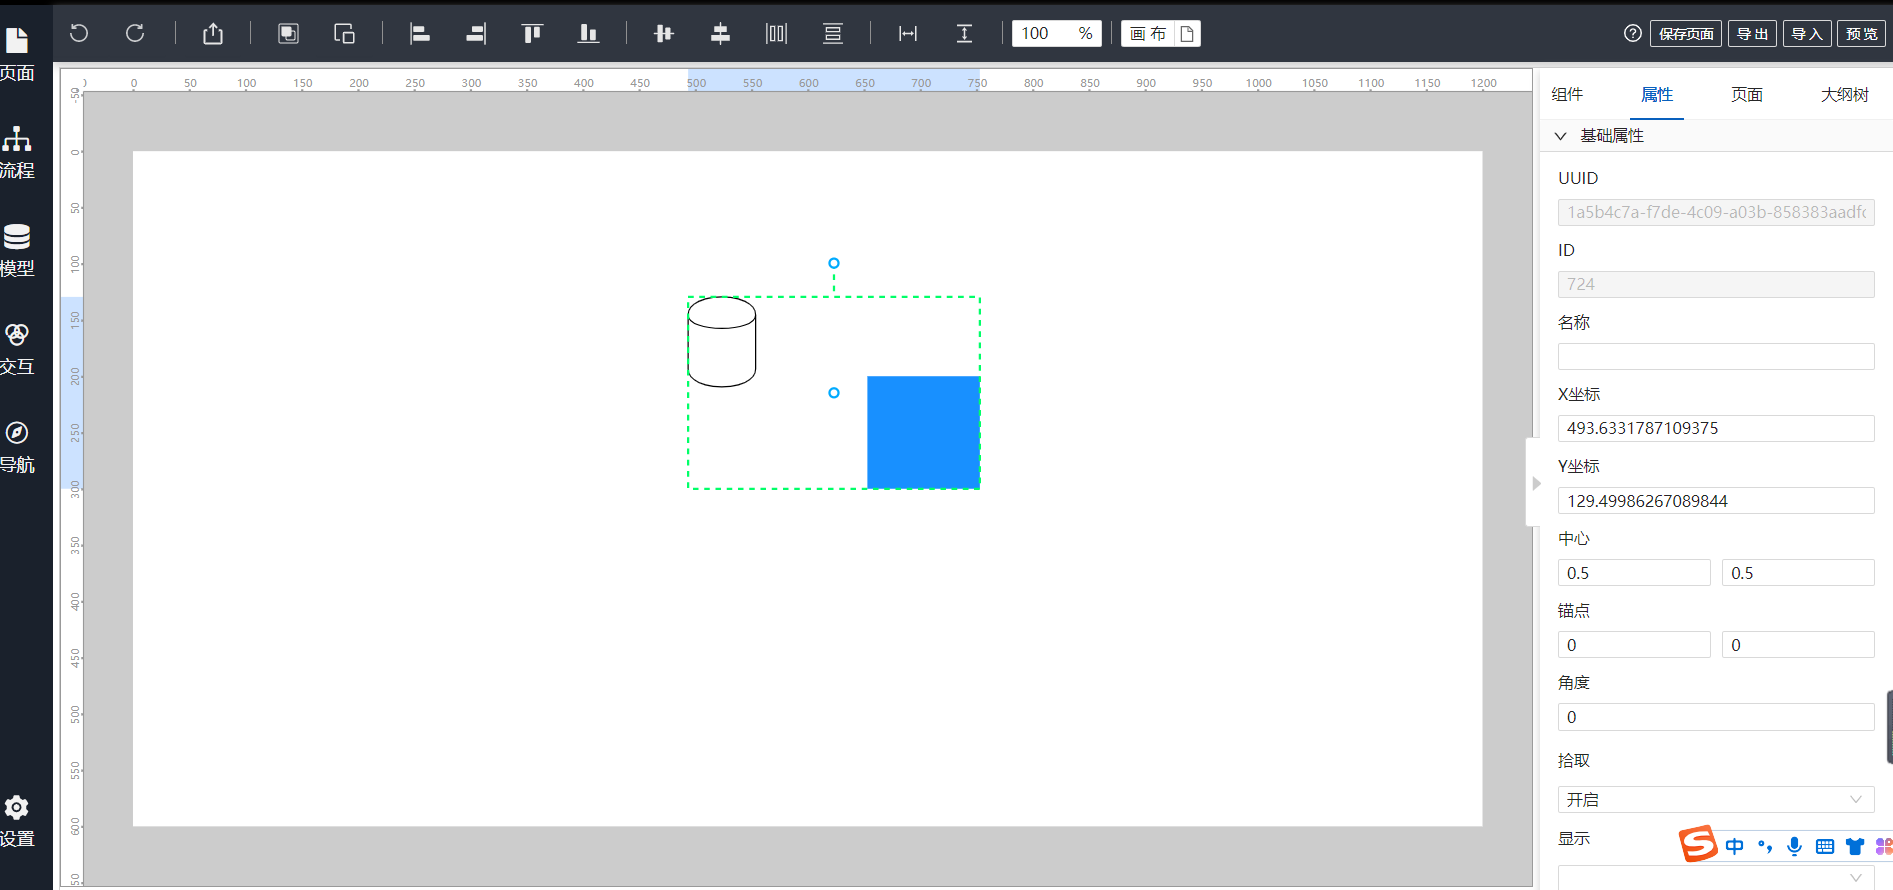 100 %
画布
保存页面
导出
导入
预览
页面
流程
模型
交互
导航
设置
0 50 100 150 200 250 300 350 400 450 500 550 600 650 700 750 800 850 900 950 1000 1050 1100 1150 1200
-50
0
50
100
150
200
250
300
350
400
450
500
550
600
组件 属性 页面 大纲树
基础属性
UUID
1a5b4c7a-f7de-4c09-a03b-858383aadfc
ID
724
名称
X坐标
493.6331787109375
Y坐标
129.49986267089844
中心
0.5 0.5
锚点
0 0
角度
0
拾取
开启
显示
中